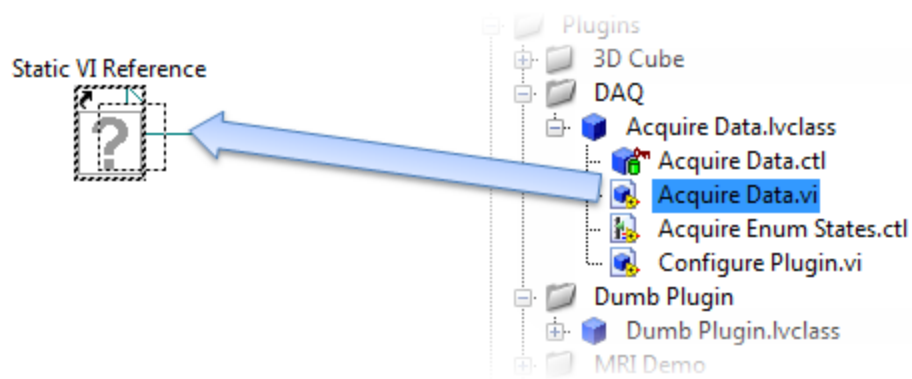 Static VI Reference
?
Plugins
3D Cube
DAQ
Acquire Data.lvclass
Acquire Data.ctl
Acquire Data.vi
Acquire Enum States.ctl
Configure Plugin.vi
Dumb Plugin
Dumb Plugin.lvclass
MRI Demo